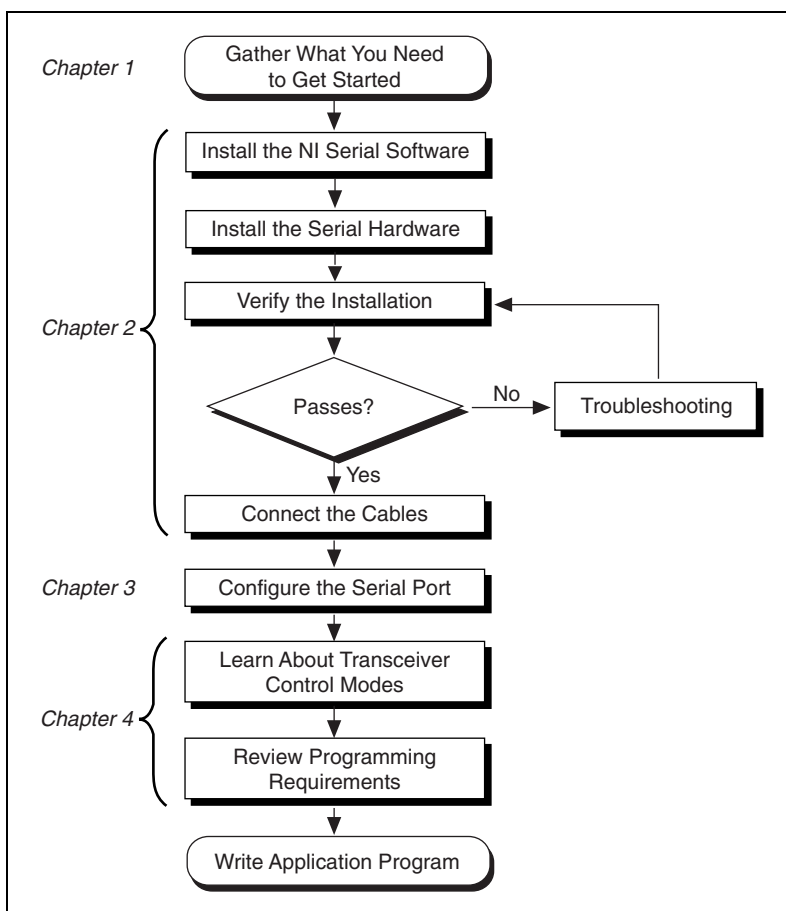 Chapter 1
Gather What You Need
to Get Started
Install the NI Serial Software
Install the Serial Hardware
Verify the Installation
Chapter 2
Passes?
No
Troubleshooting
Yes
Connect the Cables
Chapter 3
Configure the Serial Port
Learn About Transceiver
Control Modes
Chapter 4
Review Programming
Requirements
Write Application Program